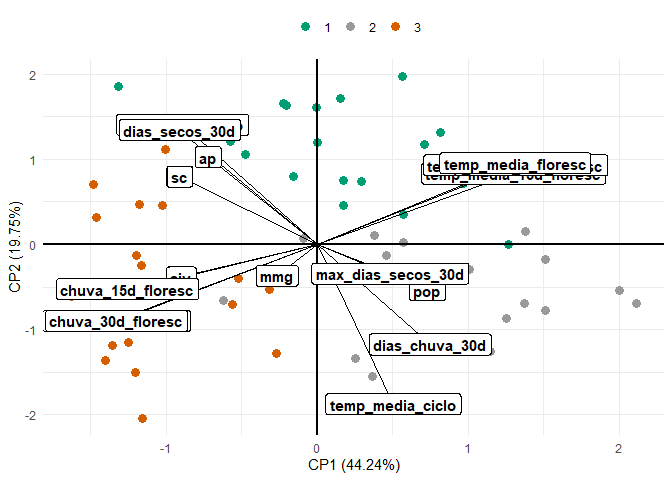 1 2 3
2
1
0
-1
-2
CP2 (19.75%)
dias_secos_30d
ap
sc
temp_media_floresc
mmg
chuva_15d_floresc
chuva_30d_floresc
max_dias_secos_30d
pop
dias_chuva_30d
temp_media_ciclo
-1 0 1 2
CP1 (44.24%)